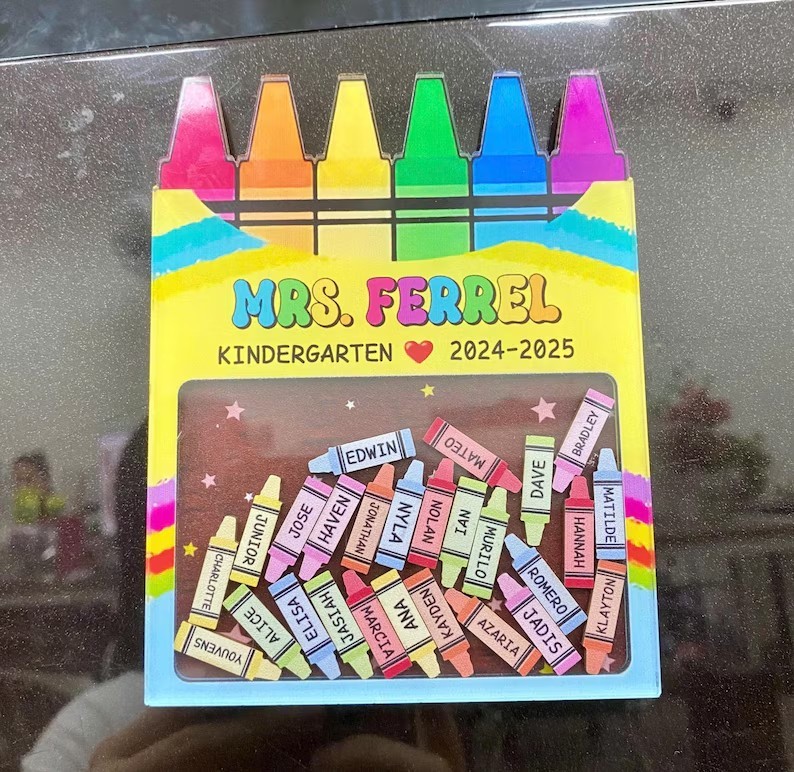 MRS. FERREL
KINDERGARTEN ❤️ 2024-2025
BRADLEY
EDWIN
MATEO
DAVE
MATILDE
JOSE
HAVEN
JONATHAN
NYLA
NOLAN
IAN
MURILO
HANNAH
JUNIOR
CHARLOTTE
ROMERO
KLAYTON
ALICE
ELISA
JASIAH
MARCIA
ANA
KAYDEN
AZARIA
JADIS
YOUVENS